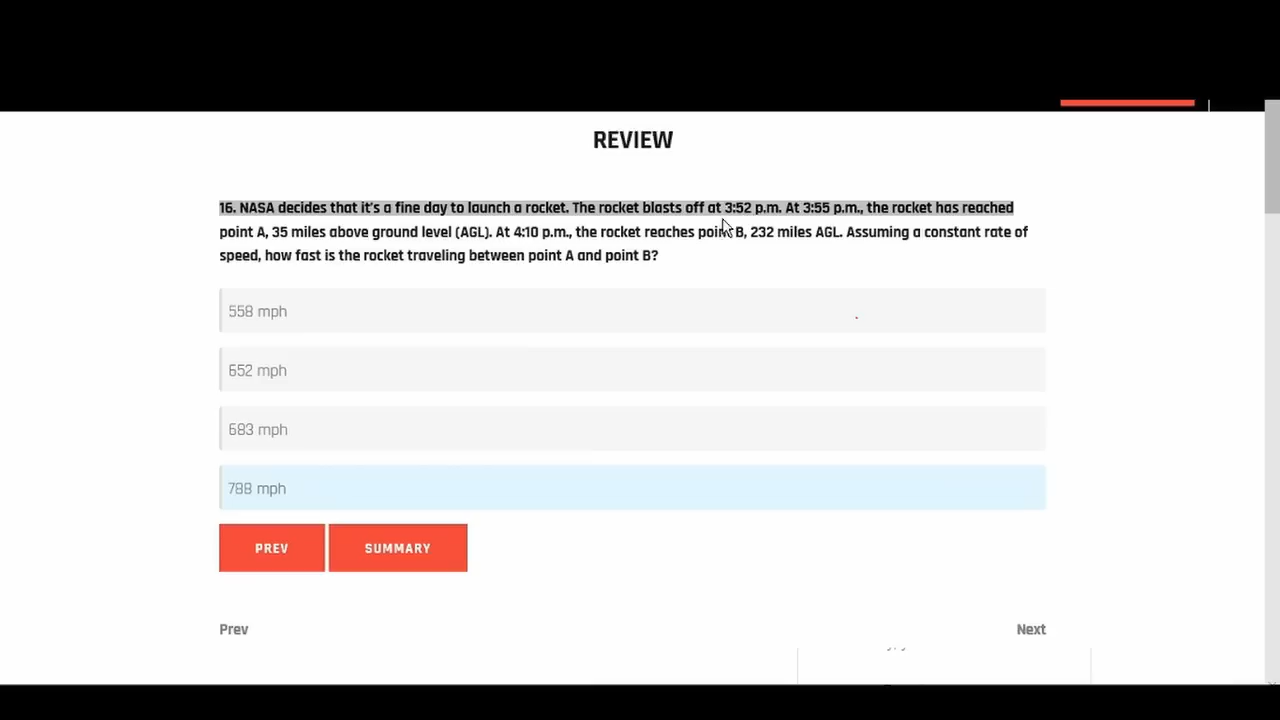 REVIEW
16. NASA decides that it's a fine day to launch a rocket. The rocket blasts off at 3:52 p.m. At 3:55 p.m., the rocket has reached
point A, 35 miles above ground level (AGL). At 4:10 p.m., the rocket reaches point B, 232 miles AGL. Assuming a constant rate of
speed, how fast is the rocket traveling between point A and point B?
558 mph
652 mph
683 mph
788 mph
PREV SUMMARY
Prev Next